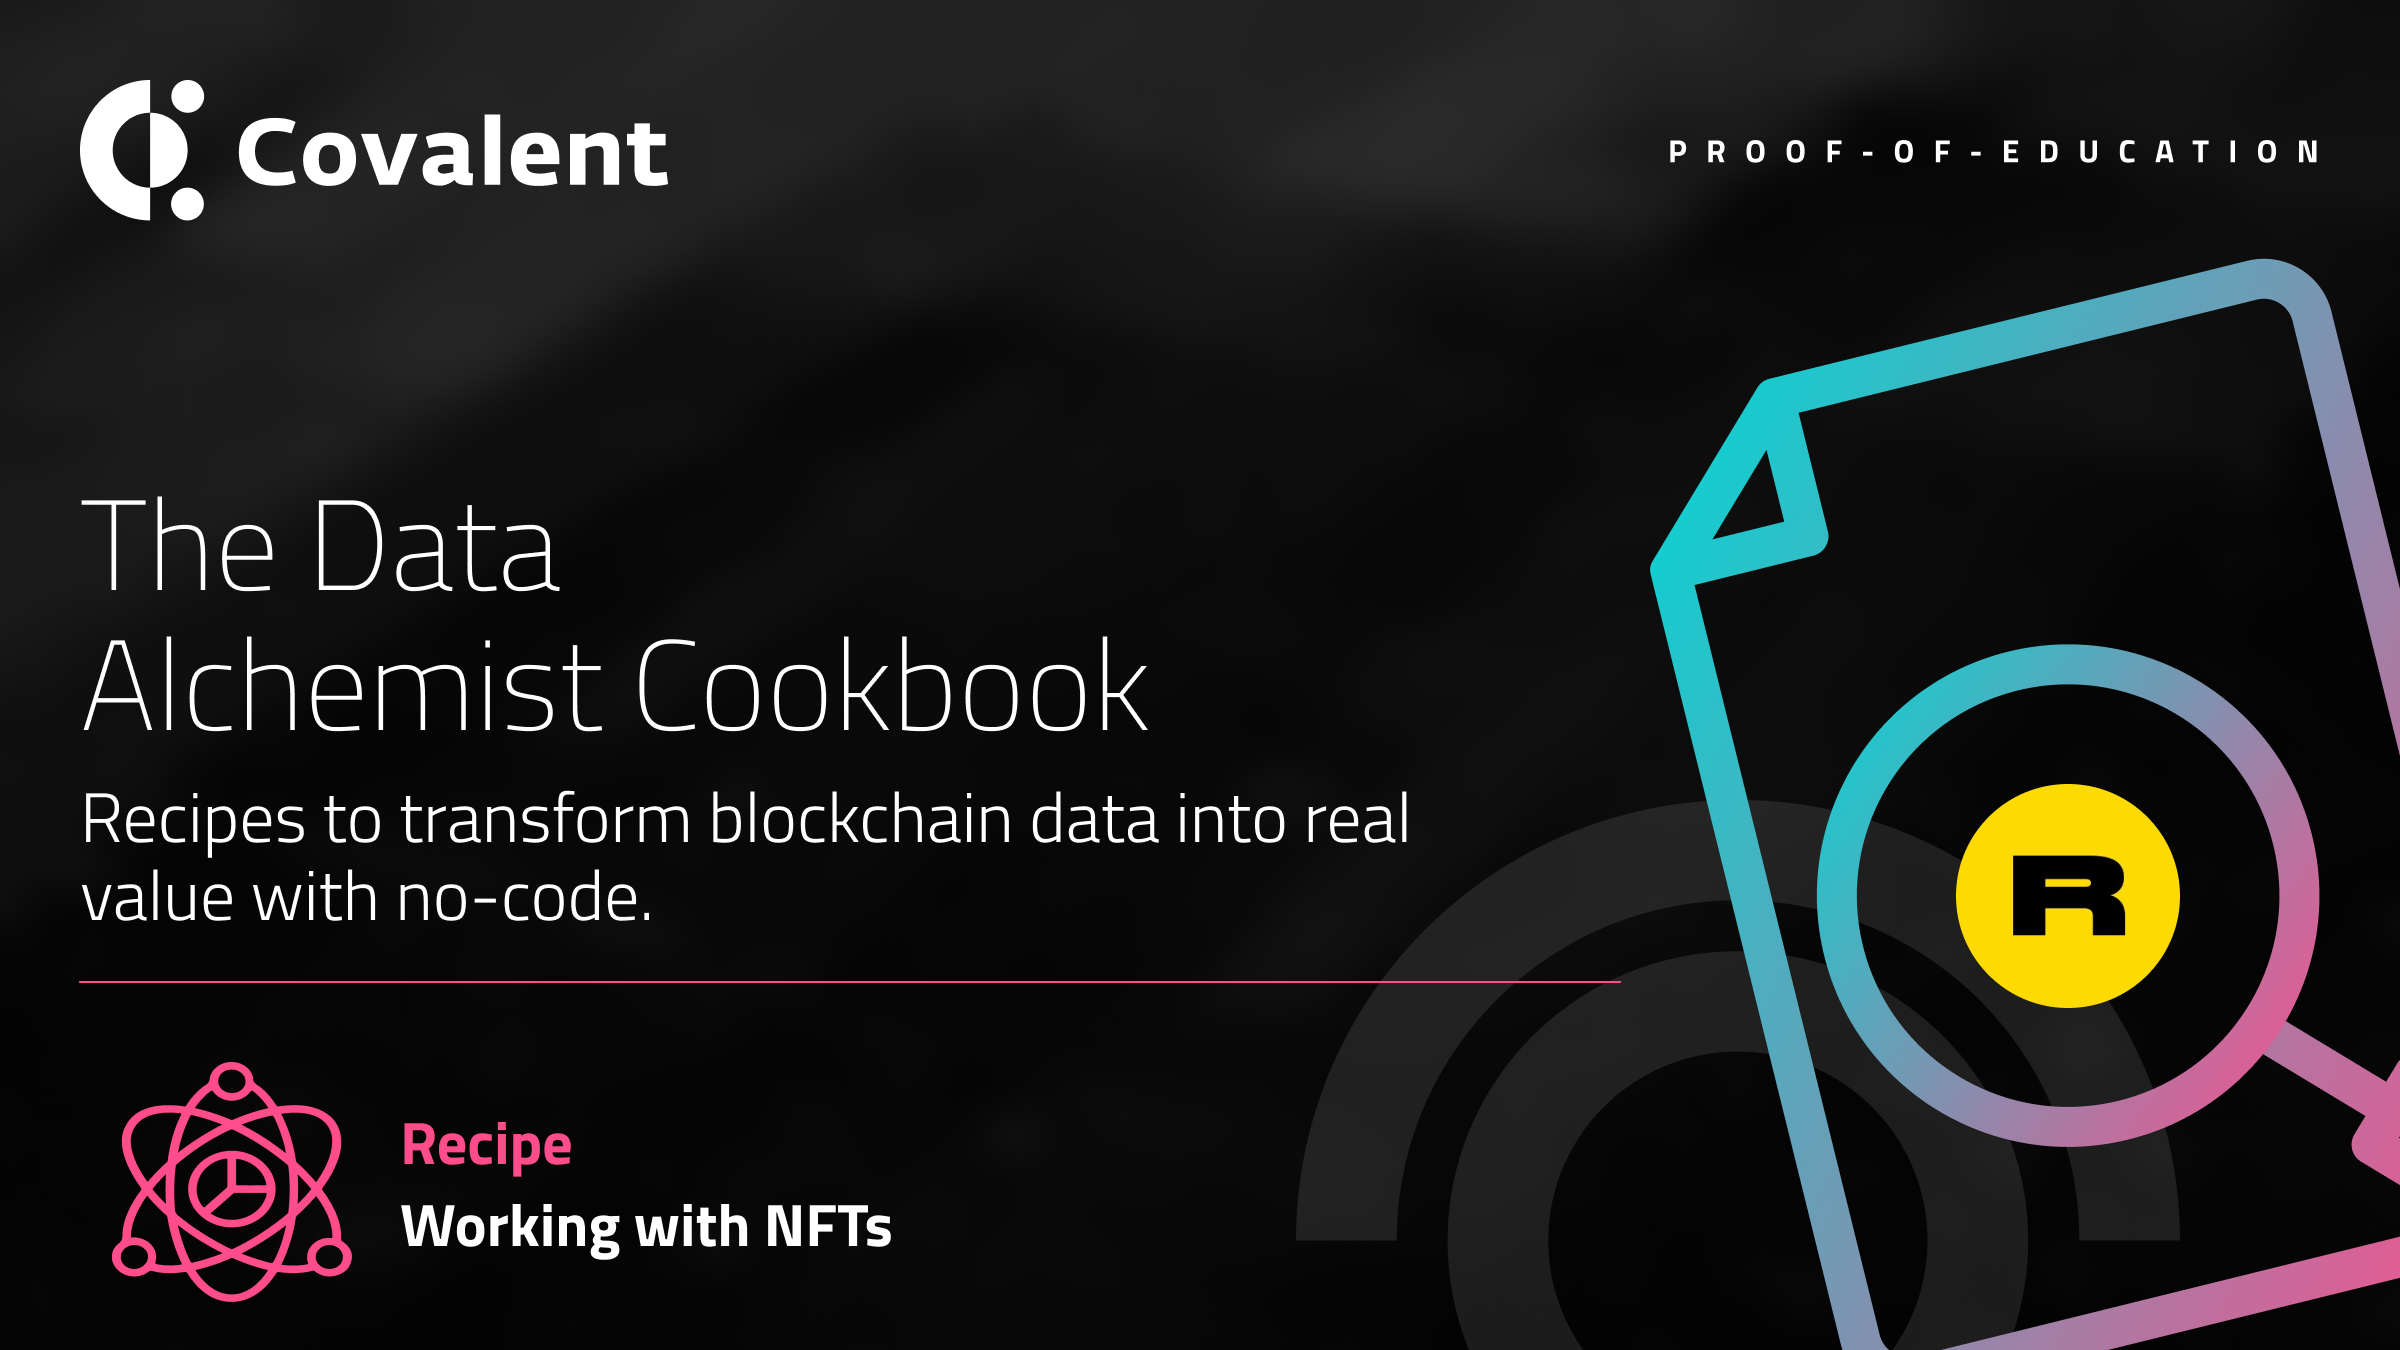 Covalent
PROOF-OF-EDUCATION
The Data
Alchemist Cookbook
Recipes to transform blockchain data into real
value with no-code.
R
Recipe
Working with NFTs